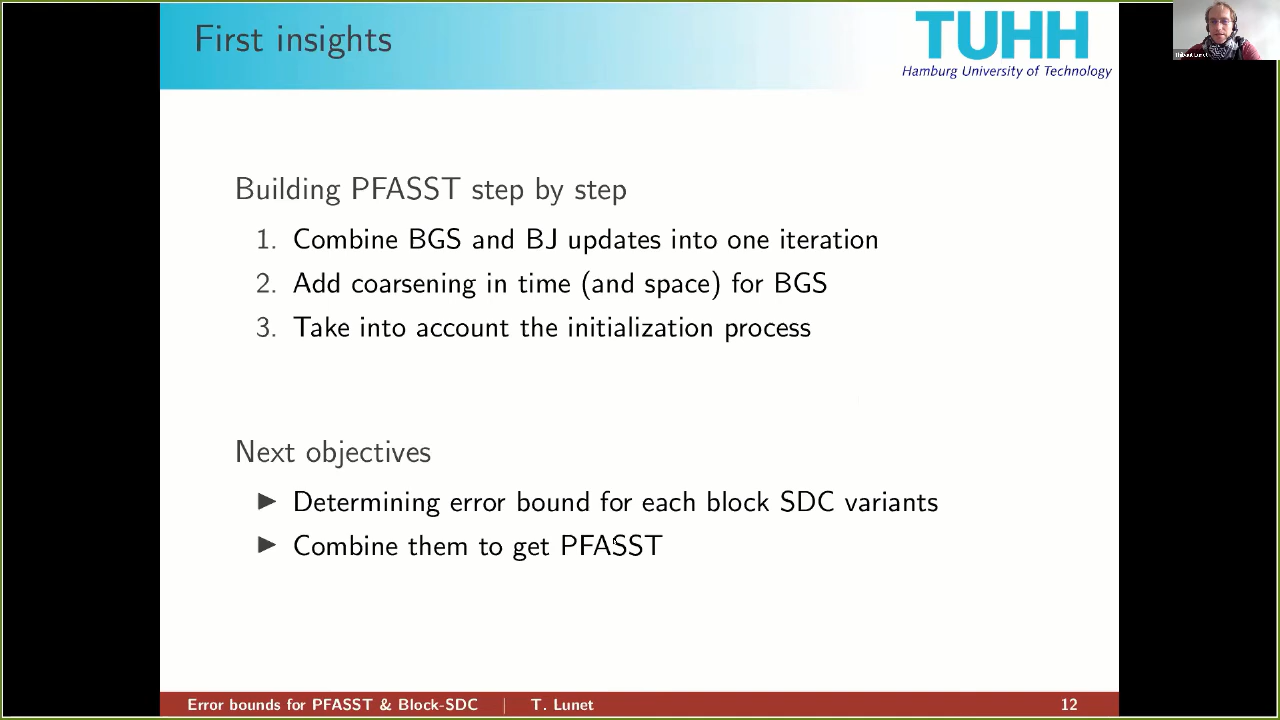 First insights
TUHH
Hamburg University of Technology
Building PFASST step by step
1. Combine BGS and BJ updates into one iteration
2. Add coarsening in time (and space) for BGS
3. Take into account the initialization process
Next objectives
▶ Determining error bound for each block SDC variants
▶ Combine them to get PFASST
Error bounds for PFASST & Block-SDC | T. Lunet 12
Thibaut Lunet